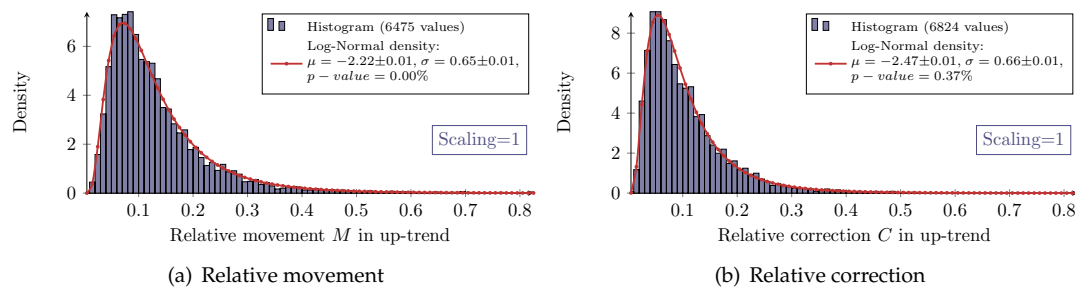 Histogram (6475 values)
Log-Normal density:
μ = −2.22±0.01, σ = 0.65±0.01,
p − value = 0.00%
Scaling=1
Density
0
2
4
6
0.1 0.2 0.3 0.4 0.5 0.6 0.7 0.8
Relative movement M in up-trend
(a) Relative movement
Histogram (6824 values)
Log-Normal density:
μ = −2.47±0.01, σ = 0.66±0.01,
p − value = 0.37%
Scaling=1
Density
0
2
4
6
8
0.1 0.2 0.3 0.4 0.5 0.6 0.7 0.8
Relative correction C in up-trend
(b) Relative correction